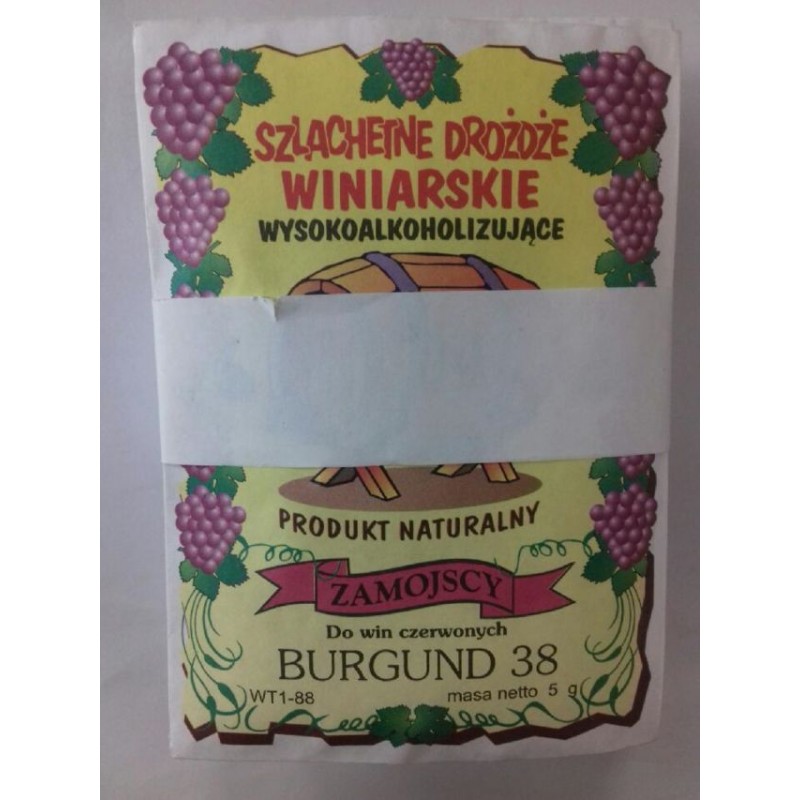 SZLACHETNE DROŻDŻE
WINIARSKIE
WYSOKOALKOHOLIZUJĄCE
PRODUKT NATURALNY
ZAMOJSCY
Do win czerwonych
BURGUND 38
WT1-88 masa netto 5 g